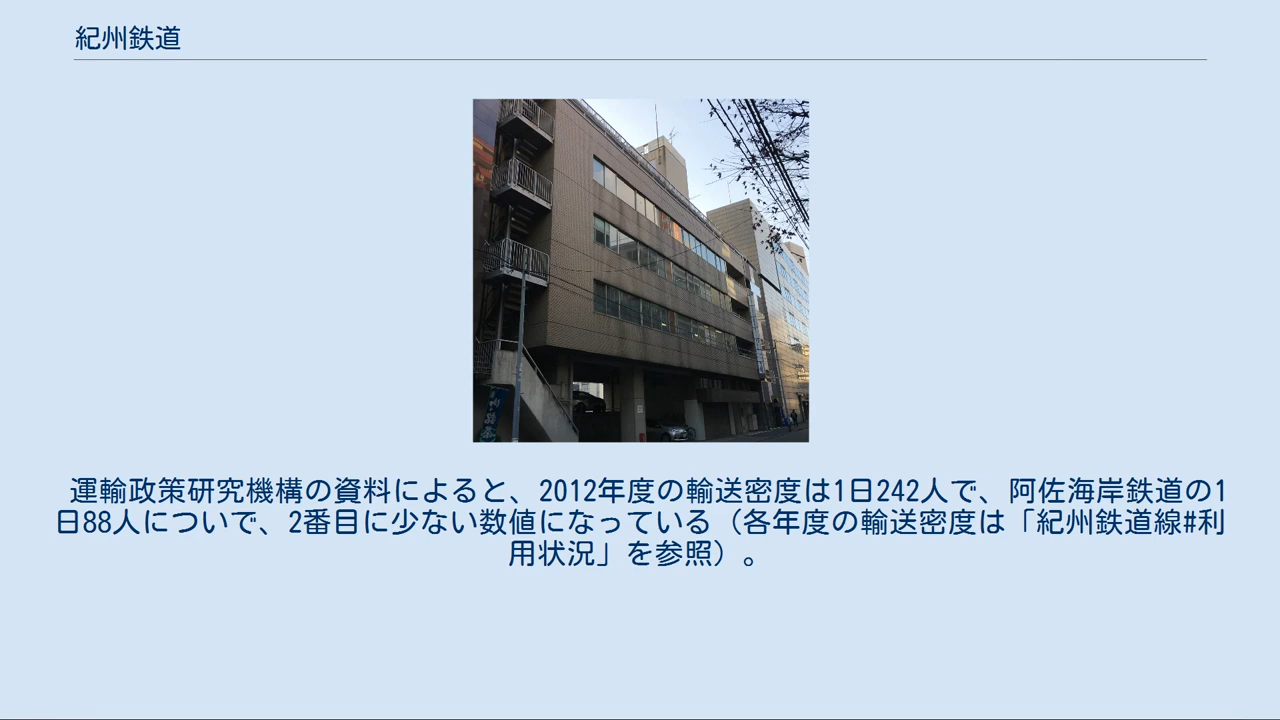 紀州鉄道
運輸政策研究機構の資料によると、2012年度の輸送密度は1日242人で、阿佐海岸鉄道の1
日88人についで、2番目に少ない数値になっている（各年度の輸送密度は「紀州鉄道線#利
用状況」を参照）。